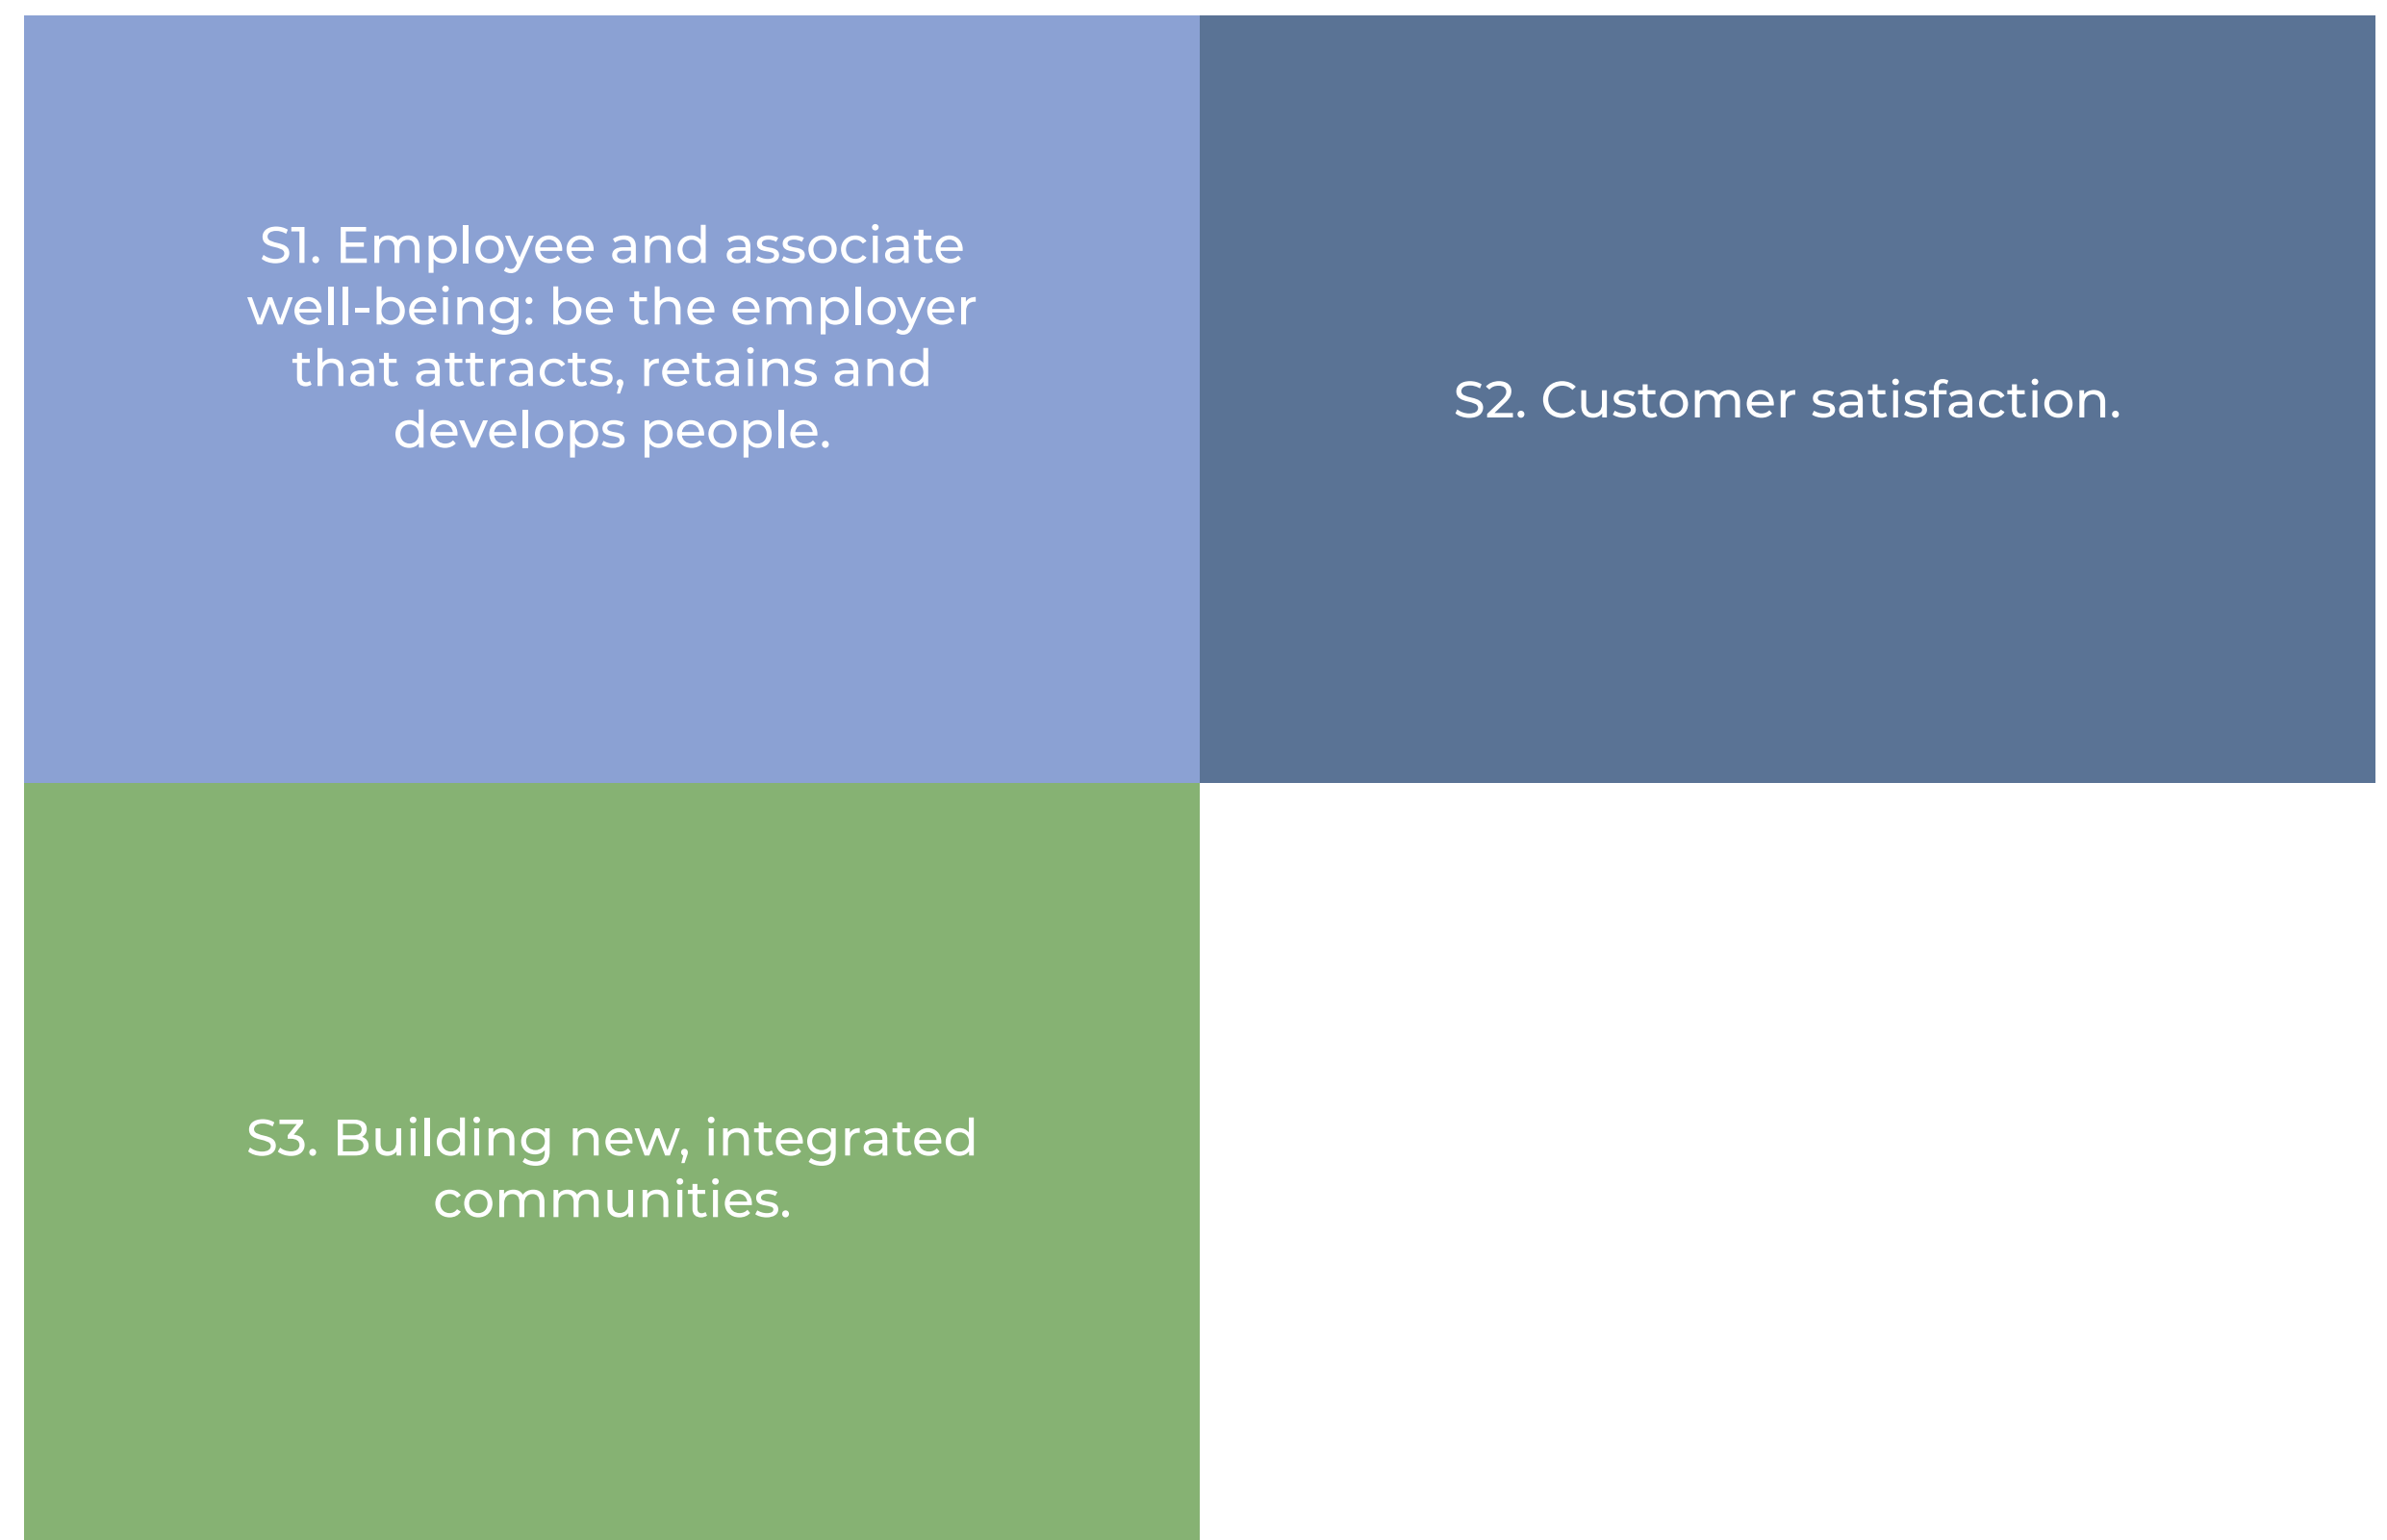 S1. Employee and associate
well-being: be the employer
that attracts, retains and
develops people.
S2. Customer satisfaction.
S3. Building new, integrated
communities.